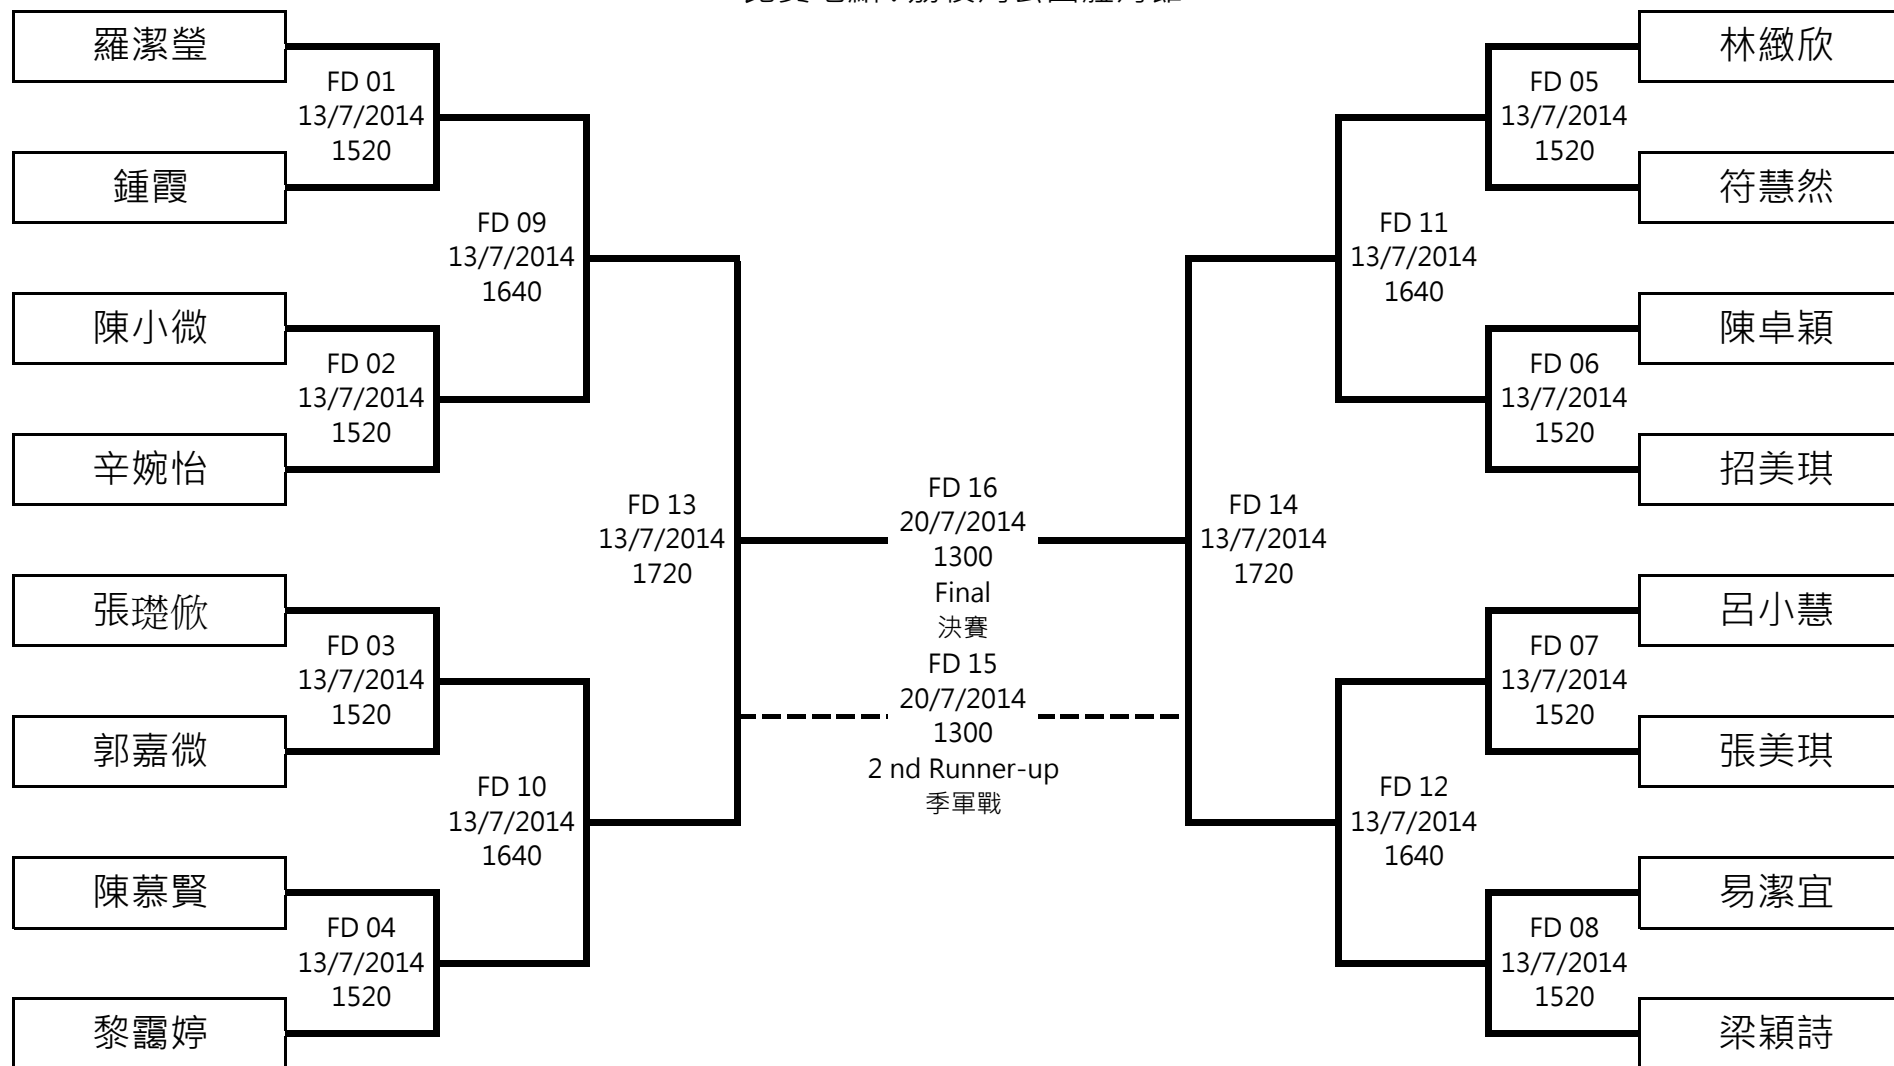 羅潔瑩
FD 01
13/7/2014
1520
鍾霞
FD 09
13/7/2014
1640
陳小微
FD 02
13/7/2014
1520
辛婉怡
FD 13
13/7/2014
1720
張璴俽
FD 03
13/7/2014
1520
郭嘉微
FD 10
13/7/2014
1640
陳慕賢
FD 04
13/7/2014
1520
黎靄婷
FD 16
20/7/2014
1300
Final
決賽
FD 15
20/7/2014
1300
2 nd Runner-up
季軍戰
林緻欣
FD 05
13/7/2014
1520
符慧然
FD 11
13/7/2014
1640
陳卓穎
FD 06
13/7/2014
1520
招美琪
FD 14
13/7/2014
1720
呂小慧
FD 07
13/7/2014
1520
張美琪
FD 12
13/7/2014
1640
易潔宜
FD 08
13/7/2014
1520
梁穎詩